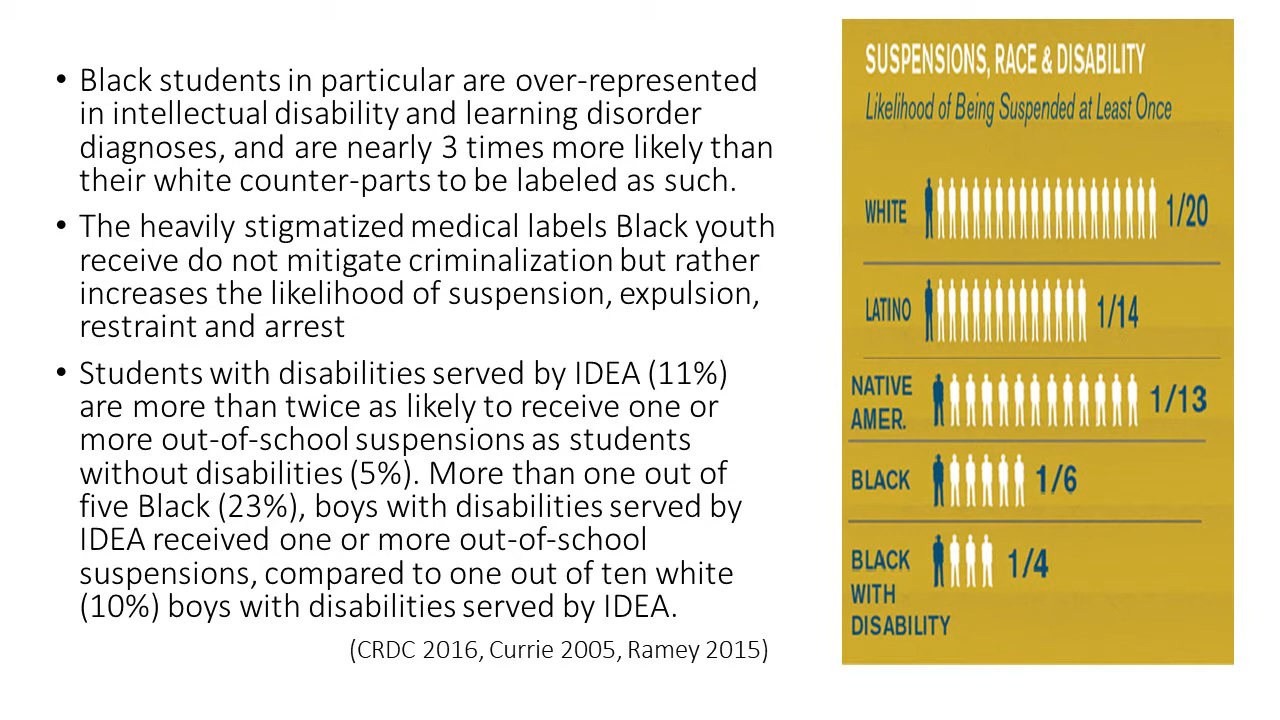 • Black students in particular are over-represented
in intellectual disability and learning disorder
diagnoses, and are nearly 3 times more likely than
their white counter-parts to be labeled as such.
• The heavily stigmatized medical labels Black youth
receive do not mitigate criminalization but rather
increases the likelihood of suspension, expulsion,
restraint and arrest
• Students with disabilities served by IDEA (11%)
are more than twice as likely to receive one or
more out-of-school suspensions as students
without disabilities (5%). More than one out of
five Black (23%), boys with disabilities served by
IDEA received one or more out-of-school
suspensions, compared to one out of ten white
(10%) boys with disabilities served by IDEA.
(CRDC 2016, Currie 2005, Ramey 2015)
SUSPENSIONS, RACE & DISABILITY
Likelihood of Being Suspended at Least Once
WHITE 1/20
LATINO 1/14
NATIVE
AMER. 1/13
BLACK 1/6
BLACK 1/4
WITH
DISABILITY